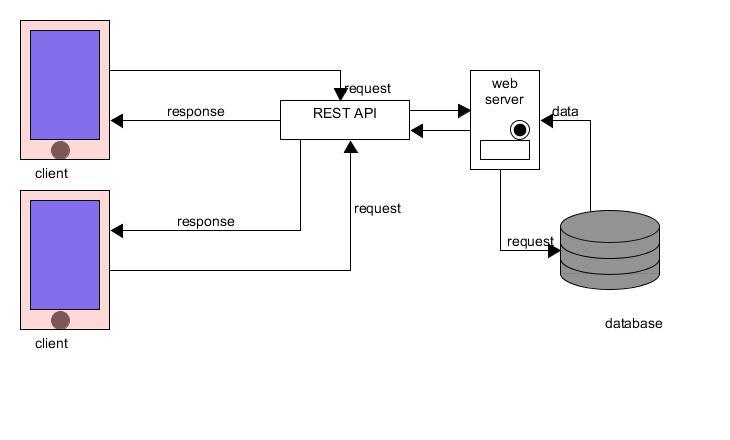 request
response
REST API
web
server
data
client
response
request
request
database
client